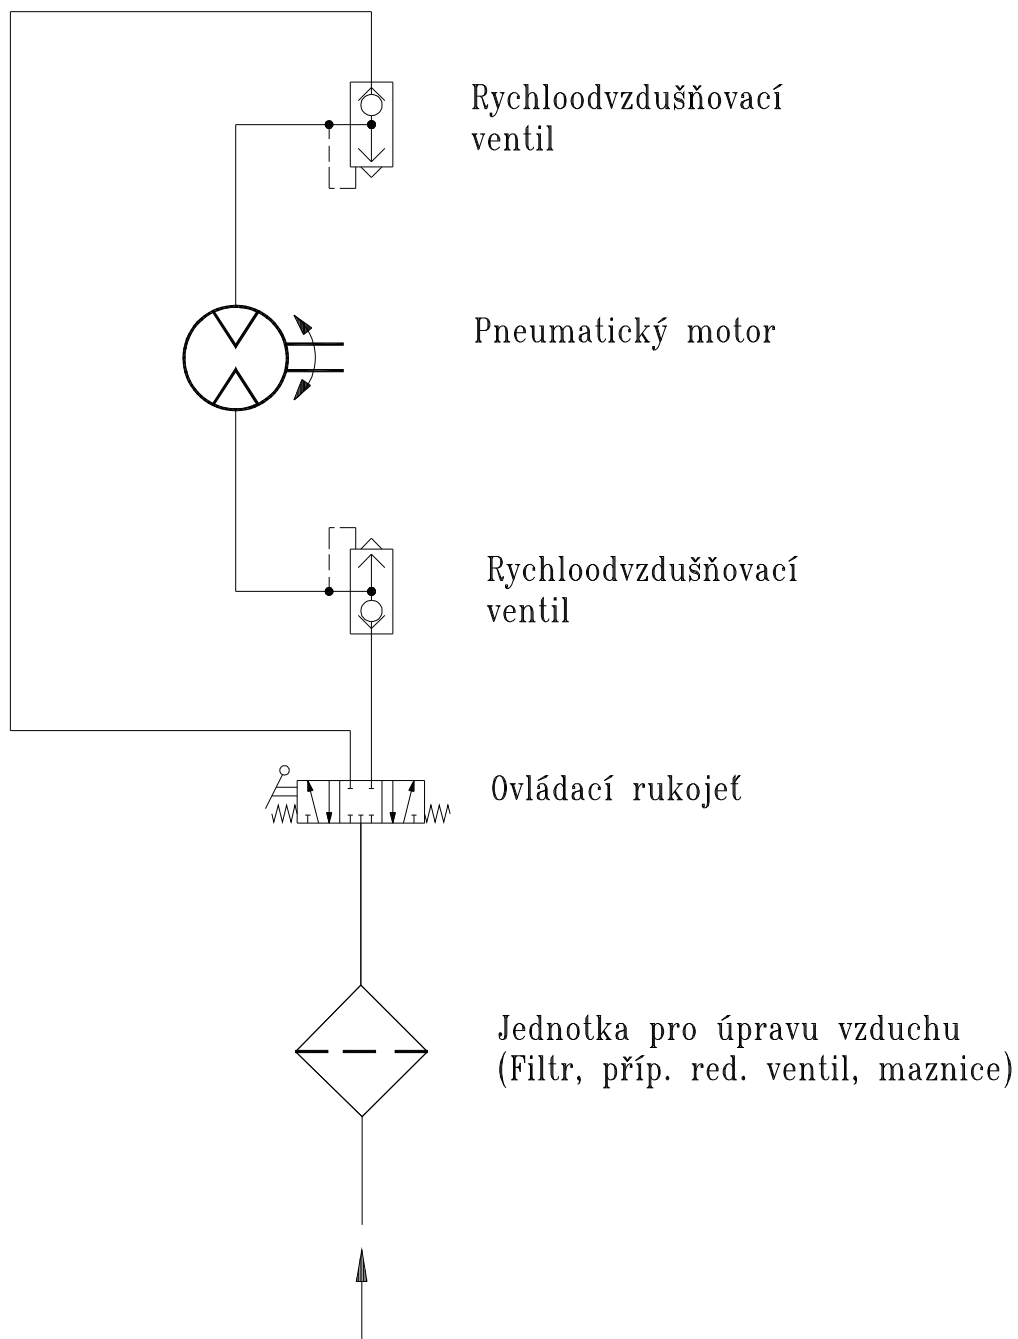 Rychloodvzdušňovací
ventil
Pneumatický motor
Rychloodvzdušňovací
ventil
Ovládací rukojeť
Jednotka pro úpravu vzduchu
(Filtr, příp. red. ventil, maznice)